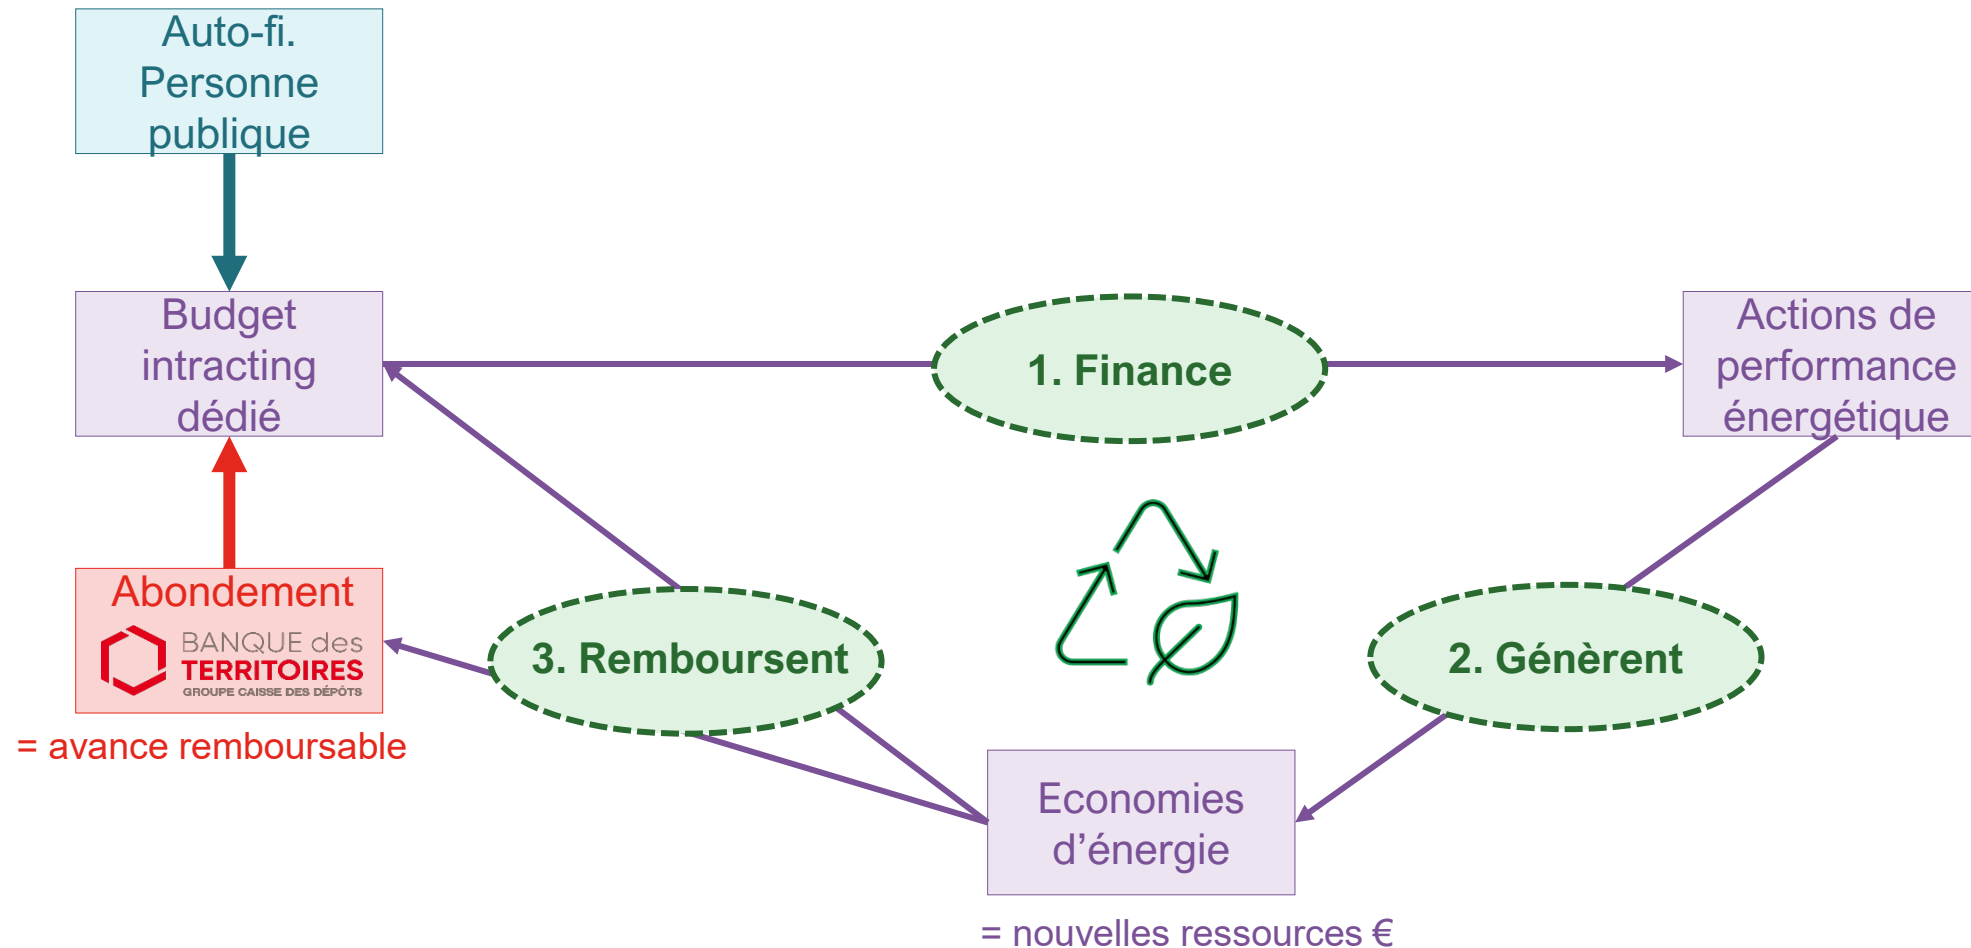 Auto-fi.
Personne
publique
Budget
intracting
dédié
1. Finance
Actions de
performance
énergétique
Abondement
BANQUE des
TERRITOIRES
GROUPE CAISSE DES DÉPÔTS
= avance remboursable
3. Remboursent
2. Génèrent
Economies
d’énergie
= nouvelles ressources €